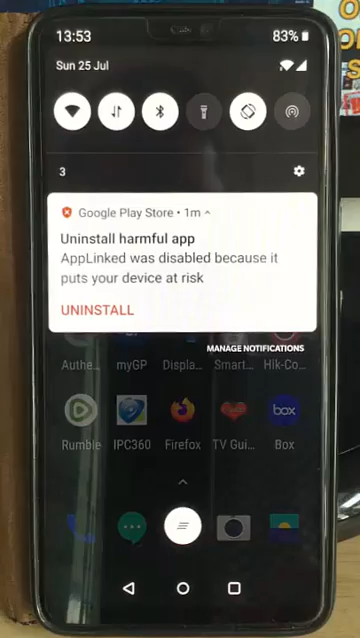 13:53
83%
Sun 25 Jul
3
Google Play Store • 1m
Uninstall harmful app
AppLinked was disabled because it
puts your device at risk
UNINSTALL
MANAGE NOTIFICATIONS
Authe... myGP Displa... Smart... Hik-Co...
Rumble IPC360 Firefox TV Gui... Box
box